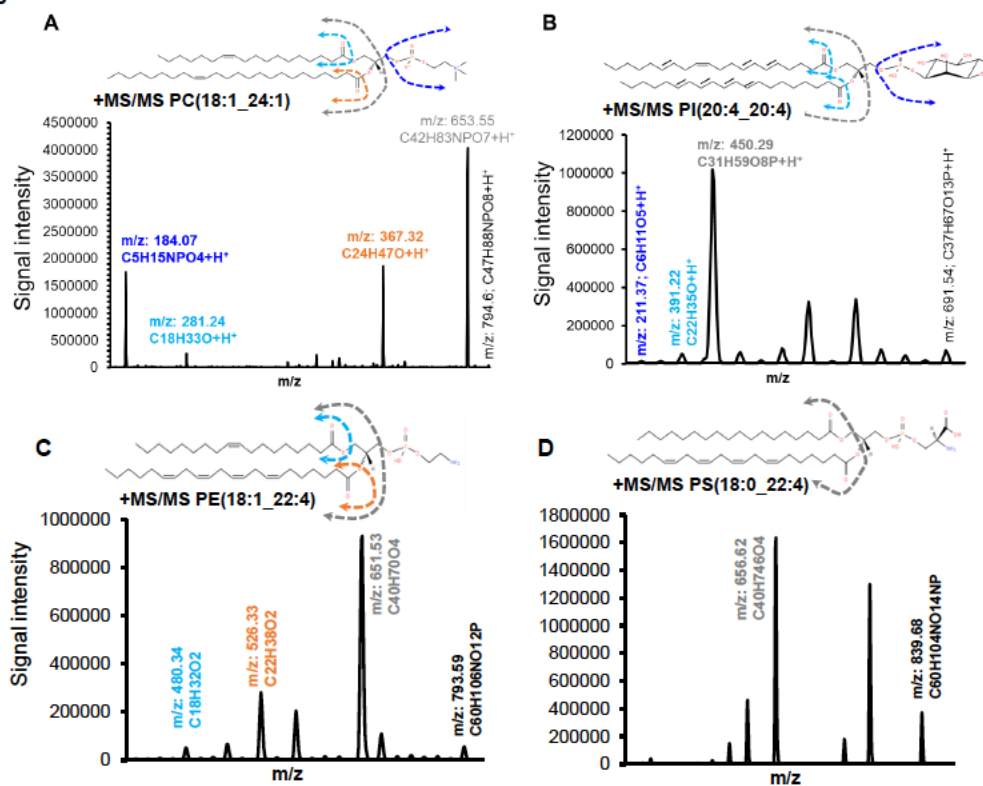 A
+MS/MS PC(18:1_24:1)
4500000
4000000
3500000
3000000
2500000
2000000
1500000
1000000
500000
0
Signal intensity
m/z: 184.07
C5H15NPO4+H+
m/z: 281.24
C18H33O+H+
m/z: 367.32
C24H47O+H+
m/z: 653.55
C42H83NPO7+H+
m/z: 794.6; C47H88NPO8+H+
m/z
B
+MS/MS PI(20:4_20:4)
1200000
1000000
800000
600000
400000
200000
0
Signal intensity
m/z: 211.37; C6H11O5+H+
m/z: 391.22
C22H35O+H+
m/z: 450.29
C31H59O8P+H+
m/z: 691.54; C37H67O13P+H+
m/z
C
+MS/MS PE(18:1_22:4)
1000000
800000
600000
400000
200000
0
Signal intensity
m/z: 480.34
C18H32O2
m/z: 526.33
C22H38O2
m/z: 651.53
C40H70O4
m/z: 793.59
C60H106NO12P
m/z
D
+MS/MS PS(18:0_22:4)
1800000
1600000
1400000
1200000
1000000
800000
600000
400000
200000
0
m/z: 656.62
C40H746O4
m/z: 839.68
C60H104NO14NP
m/z